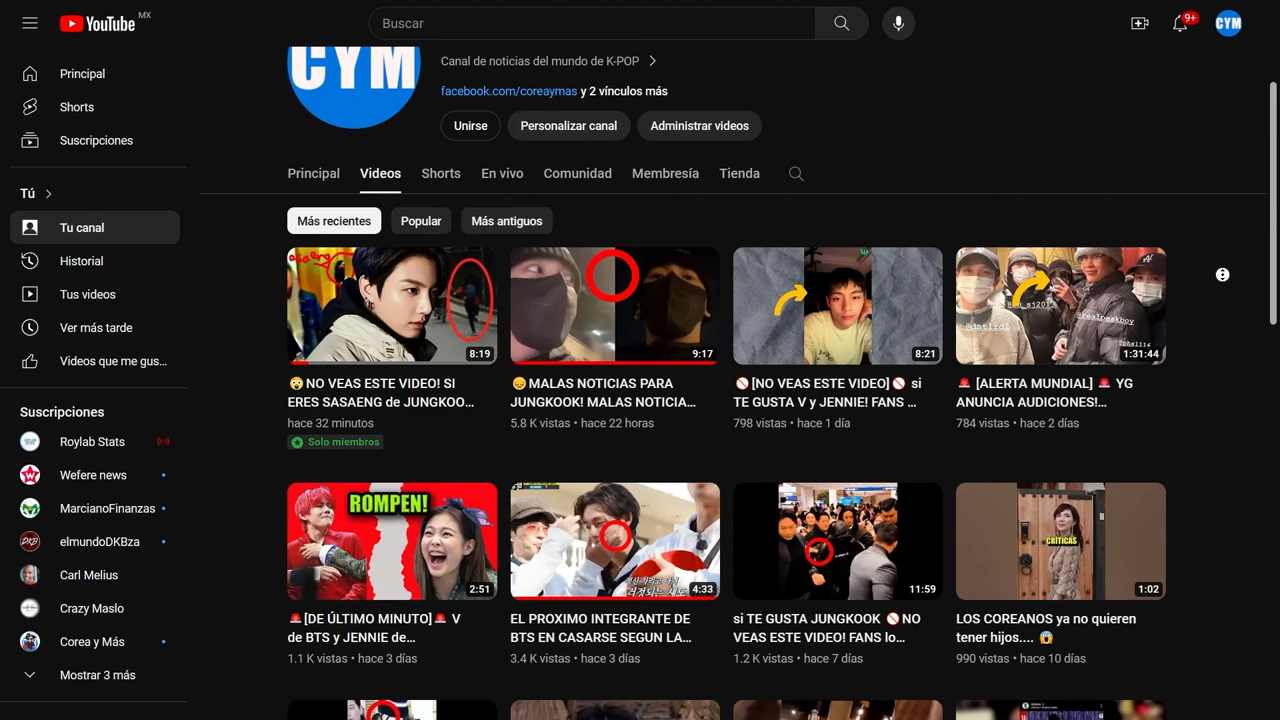 YouTube MX
Buscar
9+
CYM
Principal
Shorts
Suscripciones
Tú
Tu canal
Historial
Tus videos
Ver más tarde
Videos que me gus...
Suscripciones
Roylab Stats
Wefere news
MarcianoFinanzas
elmundoDKBza
Carl Melius
Crazy Maslo
Corea y Más
Mostrar 3 más
CYM
Canal de noticias del mundo de K-POP
facebook.com/coreaymas y 2 vínculos más
Unirse
Personalizar canal
Administrar videos
Principal
Videos
Shorts
En vivo
Comunidad
Membresía
Tienda
Más recientes
Popular
Más antiguos
8:19
😳NO VEAS ESTE VIDEO! SI
ERES SASAENG de JUNGKOO...
hace 32 minutos
Solo miembros
9:17
😞MALAS NOTICIAS PARA
JUNGKOOK! MALAS NOTICIA...
5.8 K vistas • hace 22 horas
8:21
🚫[NO VEAS ESTE VIDEO]🚫 si
TE GUSTA V y JENNIE! FANS ...
798 vistas • hace 1 día
@dmtlrdl
@realpeakboy
1:31:44
🚨 [ALERTA MUNDIAL] 🚨 YG
ANUNCIA AUDICIONES!...
784 vistas • hace 2 días
ROMPEN!
2:51
🚨[DE ÚLTIMO MINUTO]🚨 V
de BTS y JENNIE de...
1.1 K vistas • hace 3 días
4:33
EL PROXIMO INTEGRANTE DE
BTS EN CASARSE SEGUN LA...
3.4 K vistas • hace 3 días
11:59
si TE GUSTA JUNGKOOK 🚫NO
VEAS ESTE VIDEO! FANS lo...
1.2 K vistas • hace 7 días
CRÍTICAS
1:02
LOS COREANOS ya no quieren
tener hijos.... 😱
990 vistas • hace 10 días